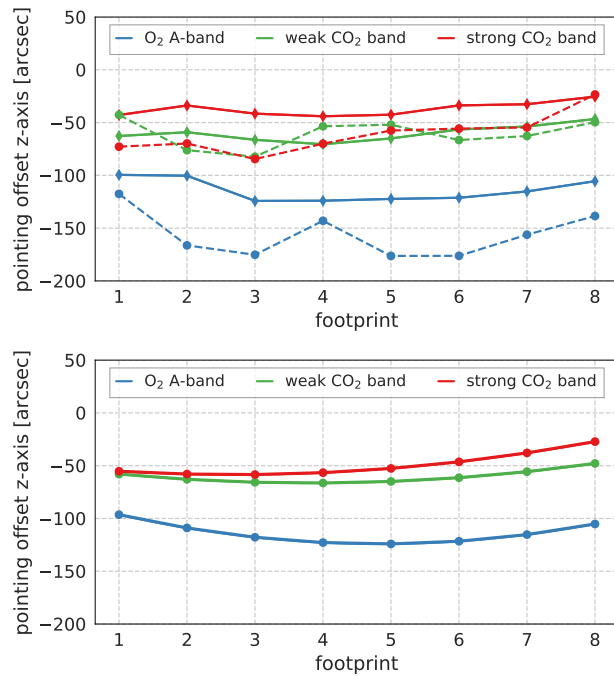 pointing offset z-axis [arcsec]
50
0
−50
−100
−150
−200
O₂ A-band
weak CO₂ band
strong CO₂ band
1 2 3 4 5 6 7 8
footprint
pointing offset z-axis [arcsec]
50
0
−50
−100
−150
−200
O₂ A-band
weak CO₂ band
strong CO₂ band
1 2 3 4 5 6 7 8
footprint